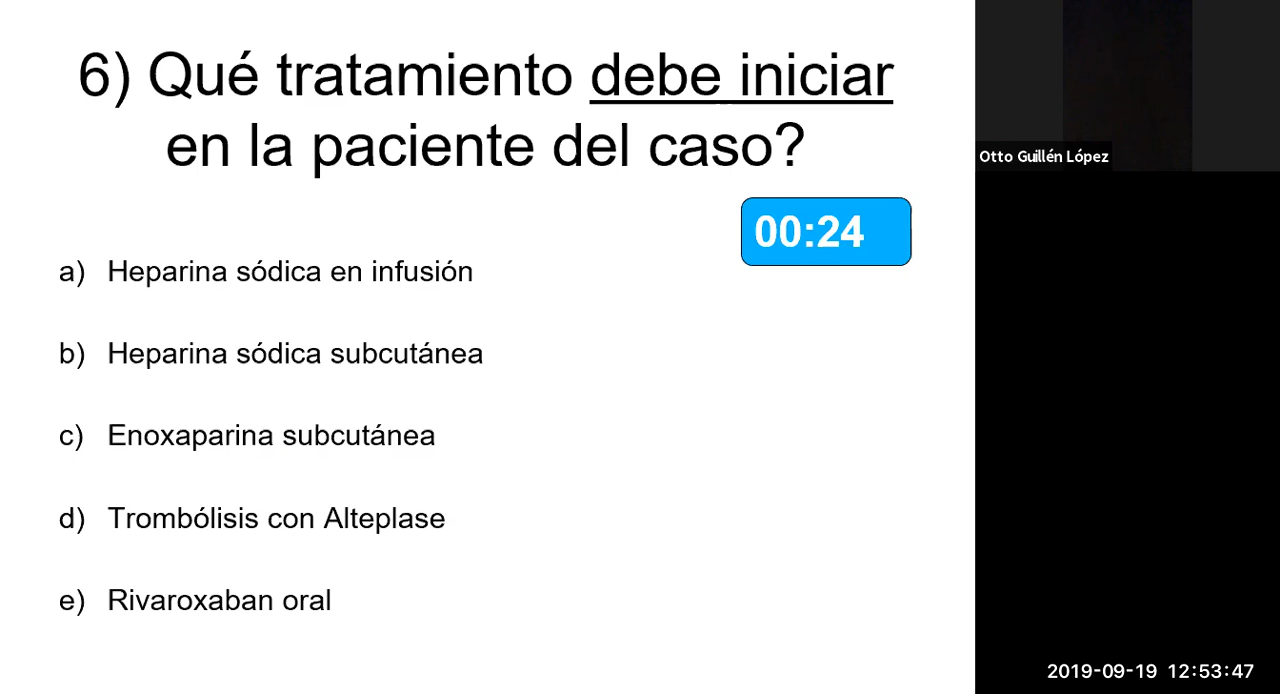 6) Qué tratamiento debe iniciar
en la paciente del caso?
00:24
a) Heparina sódica en infusión
b) Heparina sódica subcutánea
c) Enoxaparina subcutánea
d) Trombólisis con Alteplase
e) Rivaroxaban oral
Otto Guillén López
2019-09-19 12:53:47